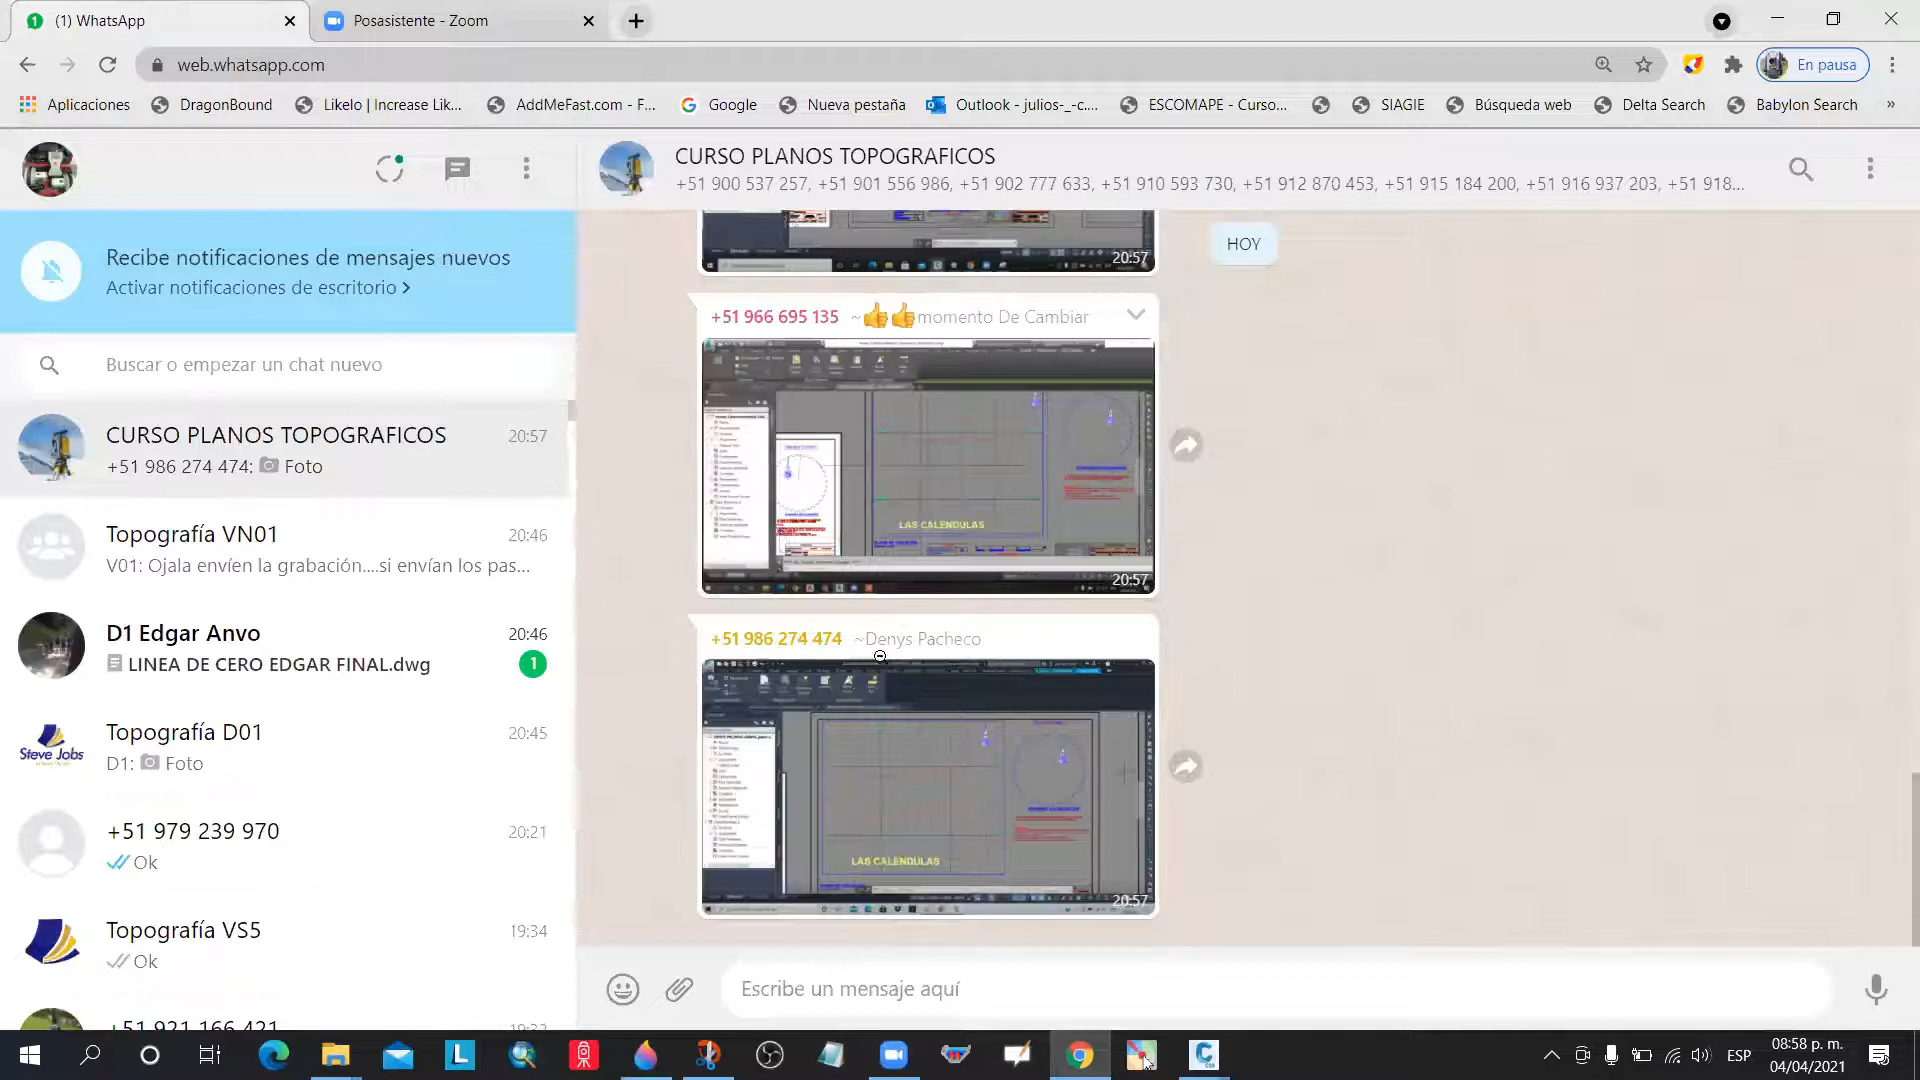 (1) WhatsApp
Posasistente - Zoom
web.whatsapp.com
En pausa
Aplicaciones
DragonBound
Likelo | Increase Lik...
AddMeFast.com - F...
Google
Nueva pestaña
Outlook - julios-_-c....
ESCOMAPE - Curso...
SIAGIE
Búsqueda web
Delta Search
Babylon Search
»
CURSO PLANOS TOPOGRAFICOS
+51 900 537 257, +51 901 556 986, +51 902 777 633, +51 910 593 730, +51 912 870 453, +51 915 184 200, +51 916 937 203, +51 918...
Recibe notificaciones de mensajes nuevos
Activar notificaciones de escritorio >
Buscar o empezar un chat nuevo
CURSO PLANOS TOPOGRAFICOS 20:57
+51 986 274 474: Foto
Topografía VN01 20:46
V01: Ojala envíen la grabación....si envían los pas...
D1 Edgar Anvo 20:46
LINEA DE CERO EDGAR FINAL.dwg 1
Topografía D01 20:45
D1: Foto
Steve Jobs
+51 979 239 970 20:21
Ok
Topografía VS5 19:34
Ok
+51 921 166 421 19:32
20:57
HOY
+51 966 695 135 ~👍👍momento De Cambiar
LAS CALENDULAS
20:57
+51 986 274 474 ~Denys Pacheco
LAS CALENDULAS
20:57
Escribe un mensaje aquí
ESP
08:58 p. m.
04/04/2021